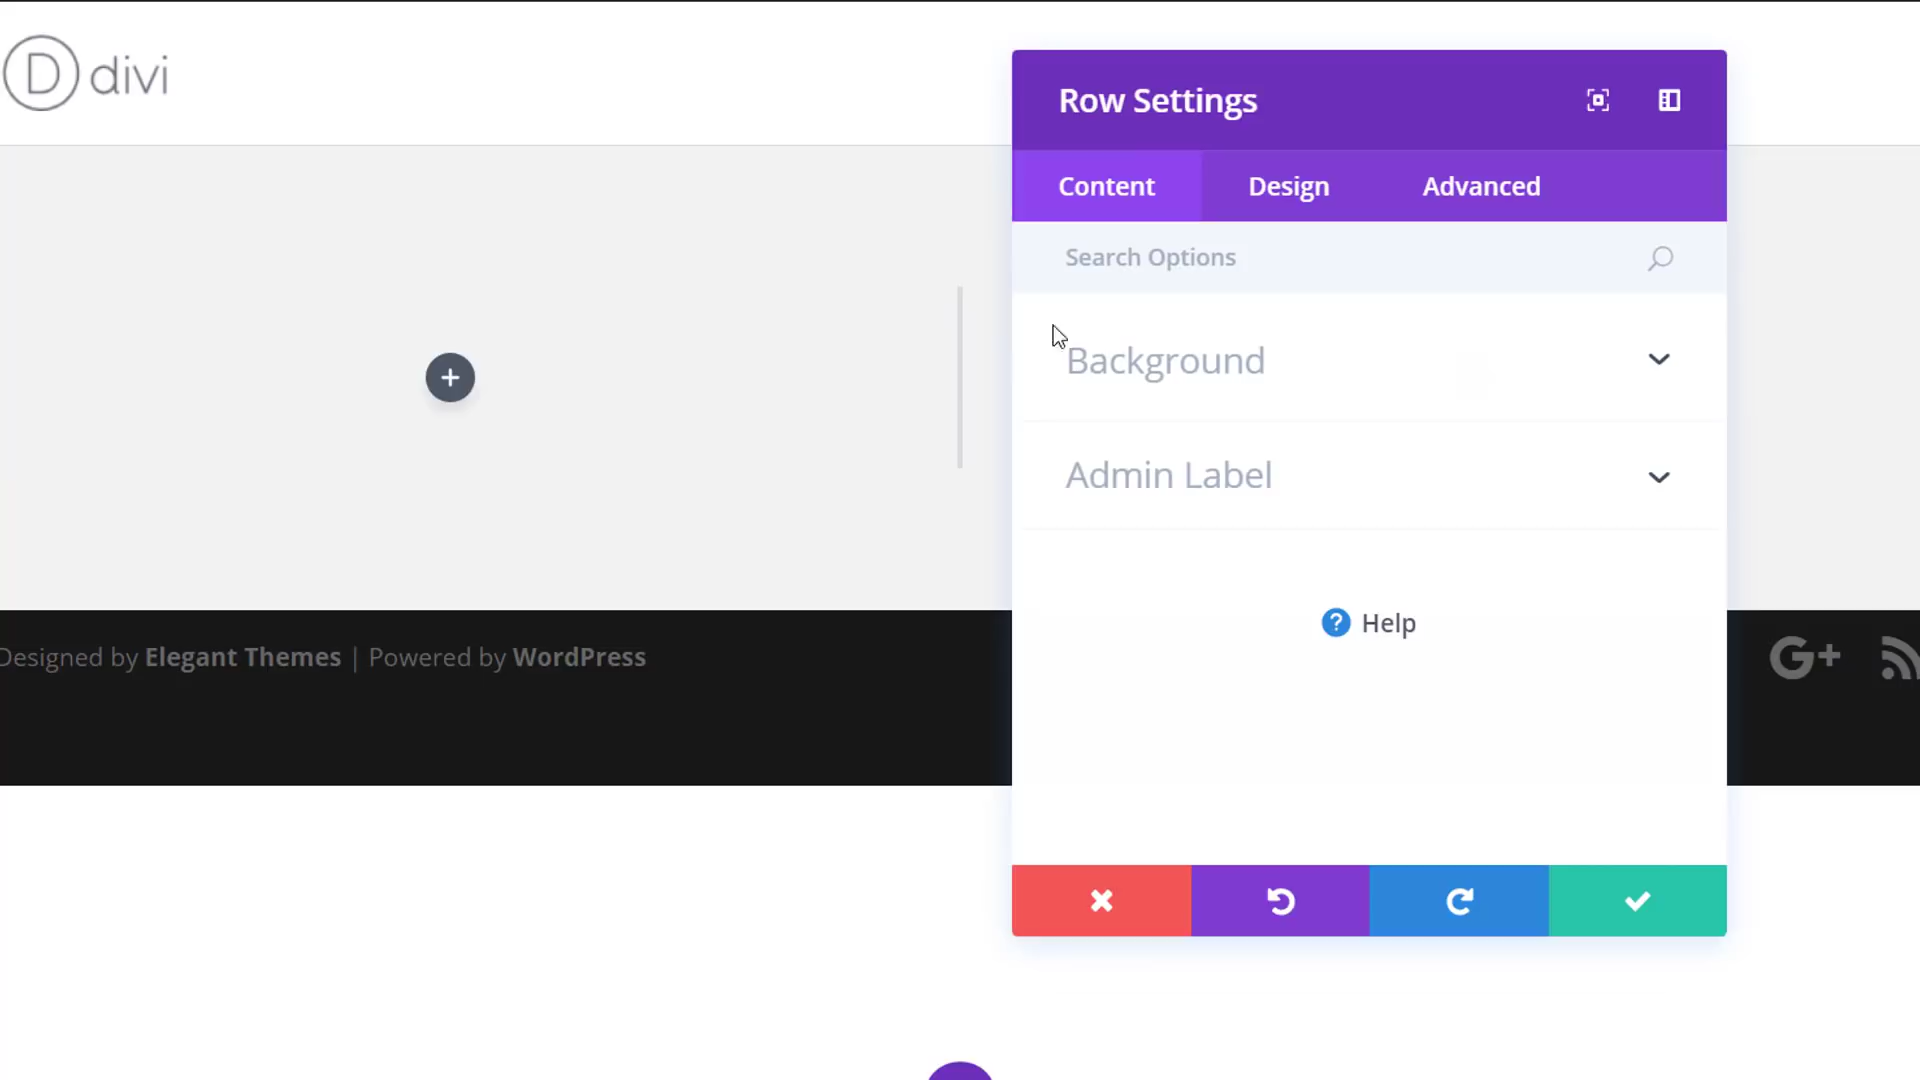 D divi
Row Settings
Content Design Advanced
Search Options
Background
Admin Label
? Help
Designed by Elegant Themes | Powered by WordPress
G+